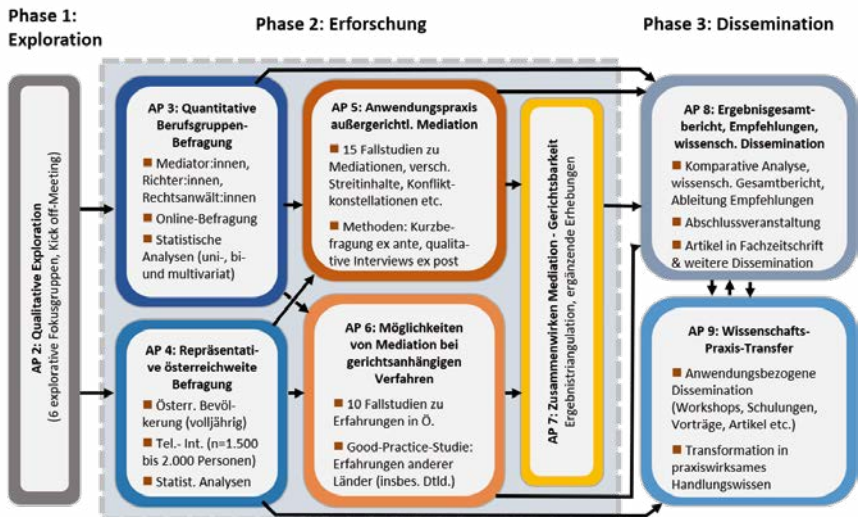 Phase 1:
Exploration
Phase 2: Erforschung
Phase 3: Dissemination
AP 2: Qualitative Exploration
(6 explorative Fokusgruppen, Kick off-Meeting)
AP 3: Quantitative
Berufsgruppen-
Befragung
Mediator:innen,
Richter:innen,
Rechtsanwält:innen
Online-Befragung
Statistische
Analysen (uni-, bi-
und multivariat)
AP 4: Repräsentati-
ve österreichweite
Befragung
Österr. Bevöl-
kerung (volljährig)
Tel.- Int. (n=1.500
bis 2.000 Personen)
Statist. Analysen
AP 5: Anwendungspraxis
außergerichtl. Mediation
15 Fallstudien zu
Mediationen, versch.
Streitinhalte, Konflikt-
konstellationen etc.
Methoden: Kurzbe-
fragung ex ante, quali-
tative Interviews ex post
AP 6: Möglichkeiten
von Mediation bei
gerichtsanhängigen
Verfahren
10 Fallstudien zu
Erfahrungen in Ö.
Good-Practice-Studie:
Erfahrungen anderer
Länder (insbes. Dtld.)
AP 7: Zusammenwirken Mediation - Gerichtsbarkeit
Ergebnistriangulation, ergänzende Erhebungen
AP 8: Ergebnisgesamt-
bericht, Empfehlungen,
wissensch. Dissemination
Komparative Analyse,
wissensch. Gesamtbericht,
Ableitung Empfehlungen
Abschlussveranstaltung
Artikel in Fachzeitschrift
& weitere Dissemination
AP 9: Wissenschafts-
Praxis-Transfer
Anwendungsbezogene
Dissemination
(Workshops, Schulungen,
Vorträge, Artikel etc.)
Transformation in
praxiswirksames
Handlungswissen